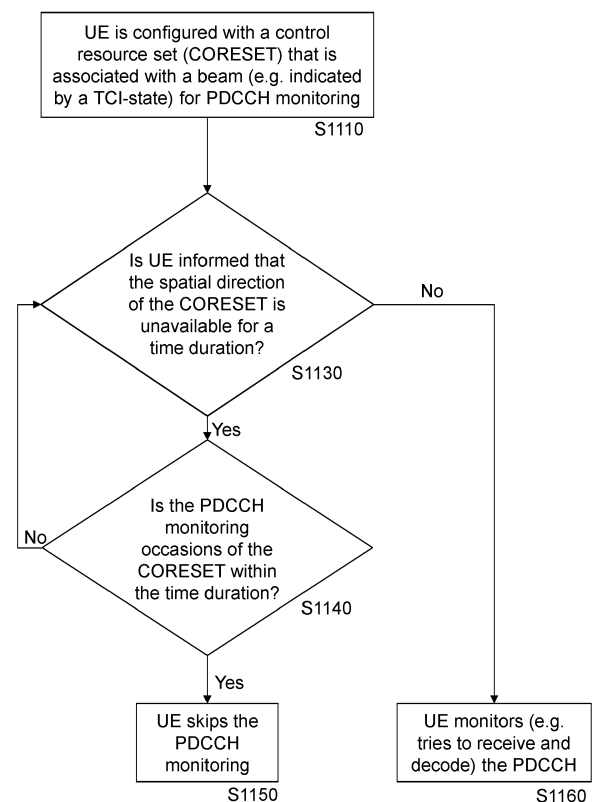 UE is configured with a control
resource set (CORESET) that is
associated with a beam (e.g. indicated
by a TCI-state) for PDCCH monitoring
S1110
Is UE informed that
the spatial direction
of the CORESET is
unavailable for a
time duration?
S1130
No
Yes
Is the PDCCH
monitoring
occasions of the
CORESET within
the time duration?
S1140
No
Yes
UE skips the
PDCCH
monitoring
S1150
UE monitors (e.g.
tries to receive and
decode) the PDCCH
S1160